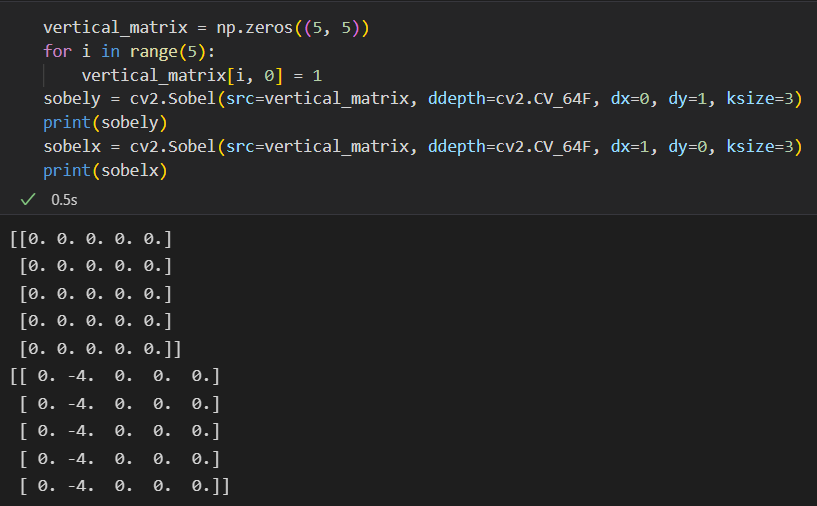 vertical_matrix = np.zeros((5, 5))
for i in range(5):
    vertical_matrix[i, 0] = 1
sobely = cv2.Sobel(src=vertical_matrix, ddepth=cv2.CV_64F, dx=0, dy=1, ksize=3)
print(sobely)
sobelx = cv2.Sobel(src=vertical_matrix, ddepth=cv2.CV_64F, dx=1, dy=0, ksize=3)
print(sobelx)
✓ 0.5s
[[0. 0. 0. 0. 0.]
 [0. 0. 0. 0. 0.]
 [0. 0. 0. 0. 0.]
 [0. 0. 0. 0. 0.]
 [0. 0. 0. 0. 0.]]
[[ 0. -4.  0.  0.  0.]
 [ 0. -4.  0.  0.  0.]
 [ 0. -4.  0.  0.  0.]
 [ 0. -4.  0.  0.  0.]
 [ 0. -4.  0.  0.  0.]]